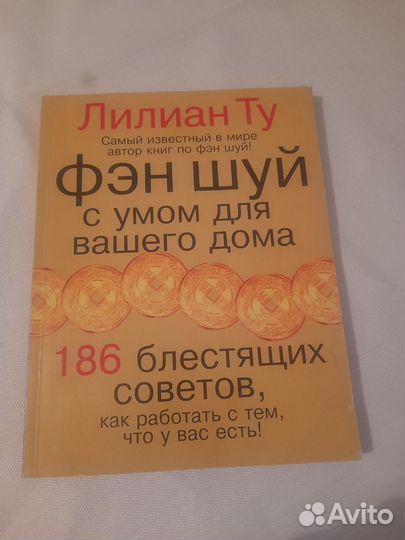 Лилиан Ту
Самый известный в мире
автор книг по фэн шуй!
фэн шуй
с умом для
вашего дома
186 блестящих
советов,
как работать с тем,
что у вас есть!
Avito